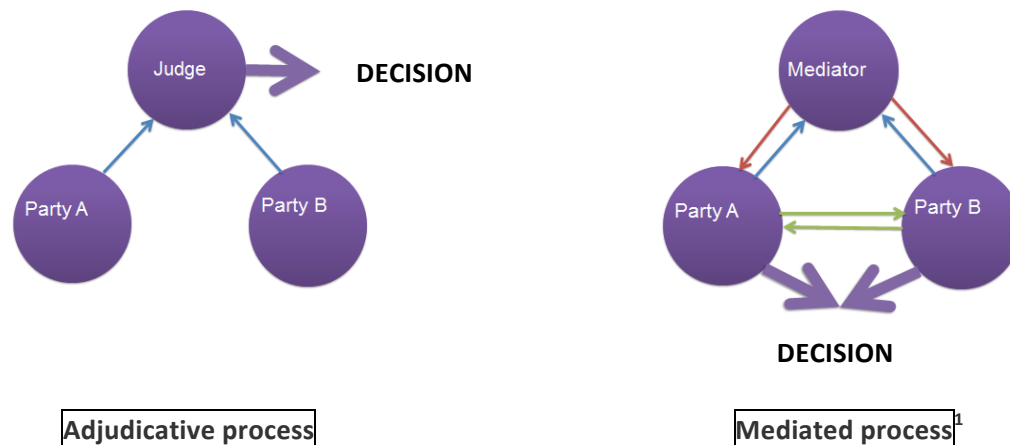 Judge
DECISION
Party A
Party B
Adjudicative process
Mediator
Party A
Party B
DECISION
Mediated process1